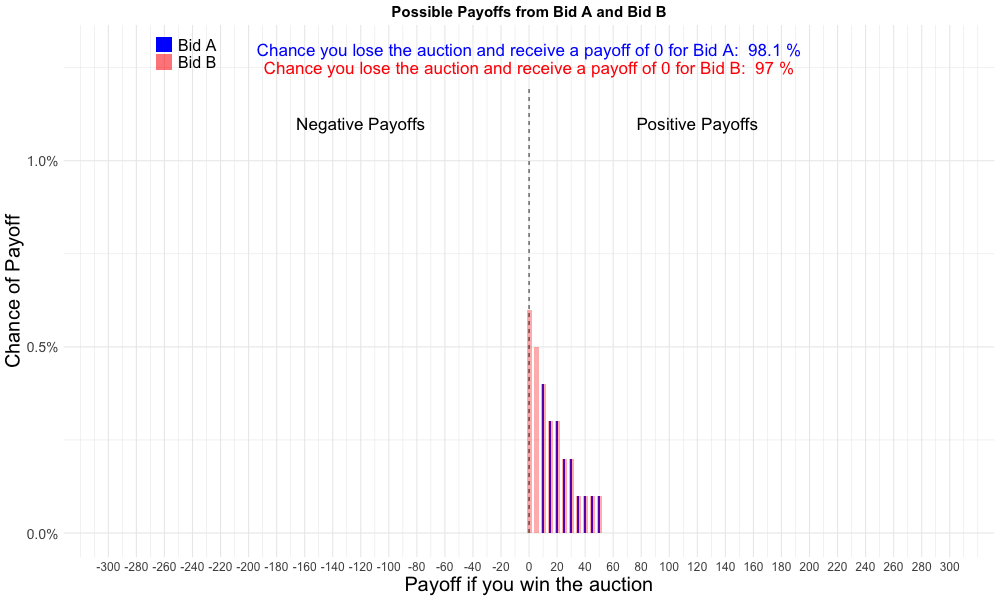 Possible Payoffs from Bid A and Bid B
Bid A
Bid B
Chance you lose the auction and receive a payoff of 0 for Bid A:  98.1 %
Chance you lose the auction and receive a payoff of 0 for Bid B:  97 %
Negative Payoffs
Positive Payoffs
Chance of Payoff
1.0%
0.5%
0.0%
-300 -280 -260 -240 -220 -200 -180 -160 -140 -120 -100 -80 -60 -40 -20 0 20 40 60 80 100 120 140 160 180 200 220 240 260 280 300
Payoff if you win the auction